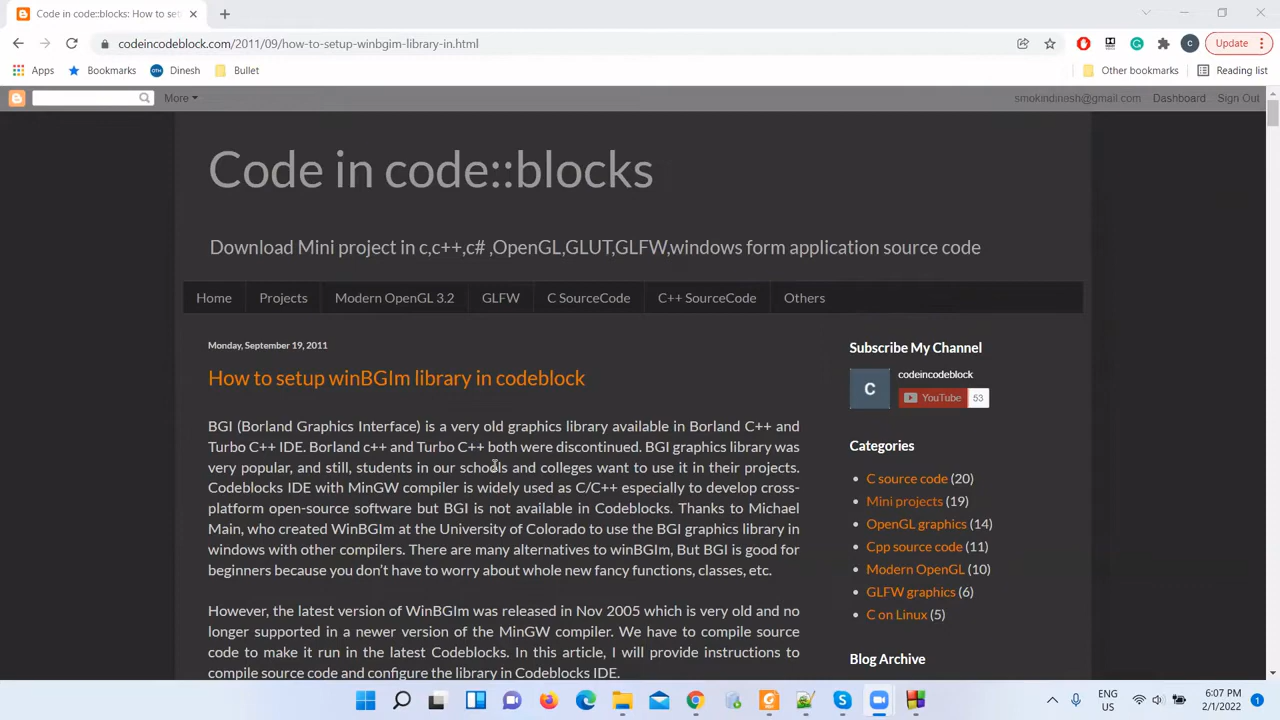 Code in code::blocks: How to set
codeincodeblock.com/2011/09/how-to-setup-winbgim-library-in.html
C
Update
Apps
Bookmarks
Dinesh
Bullet
Other bookmarks
Reading list
More
smokindinesh@gmail.com
Dashboard
Sign Out
Code in code::blocks
Download Mini project in c,c++,c# ,OpenGL,GLUT,GLFW,windows form application source code
Home
Projects
Modern OpenGL 3.2
GLFW
C SourceCode
C++ SourceCode
Others
Monday, September 19, 2011
How to setup winBGIm library in codeblock
BGI (Borland Graphics Interface) is a very old graphics library available in Borland C++ and
Turbo C++ IDE. Borland c++ and Turbo C++ both were discontinued. BGI graphics library was
very popular, and still, students in our schools and colleges want to use it in their projects.
Codeblocks IDE with MinGW compiler is widely used as C/C++ especially to develop cross-
platform open-source software but BGI is not available in Codeblocks. Thanks to Michael
Main, who created WinBGIm at the University of Colorado to use the BGI graphics library in
windows with other compilers. There are many alternatives to winBGIm, But BGI is good for
beginners because you don't have to worry about whole new fancy functions, classes, etc.
However, the latest version of WinBGIm was released in Nov 2005 which is very old and no
longer supported in a newer version of the MinGW compiler. We have to compile source
code to make it run in the latest Codeblocks. In this article, I will provide instructions to
compile source code and configure the library in Codeblocks IDE.
Subscribe My Channel
C
codeincodeblock
YouTube
53
Categories
C source code (20)
Mini projects (19)
OpenGL graphics (14)
Cpp source code (11)
Modern OpenGL (10)
GLFW graphics (6)
C on Linux (5)
Blog Archive
ENG
US
6:07 PM
2/1/2022
1